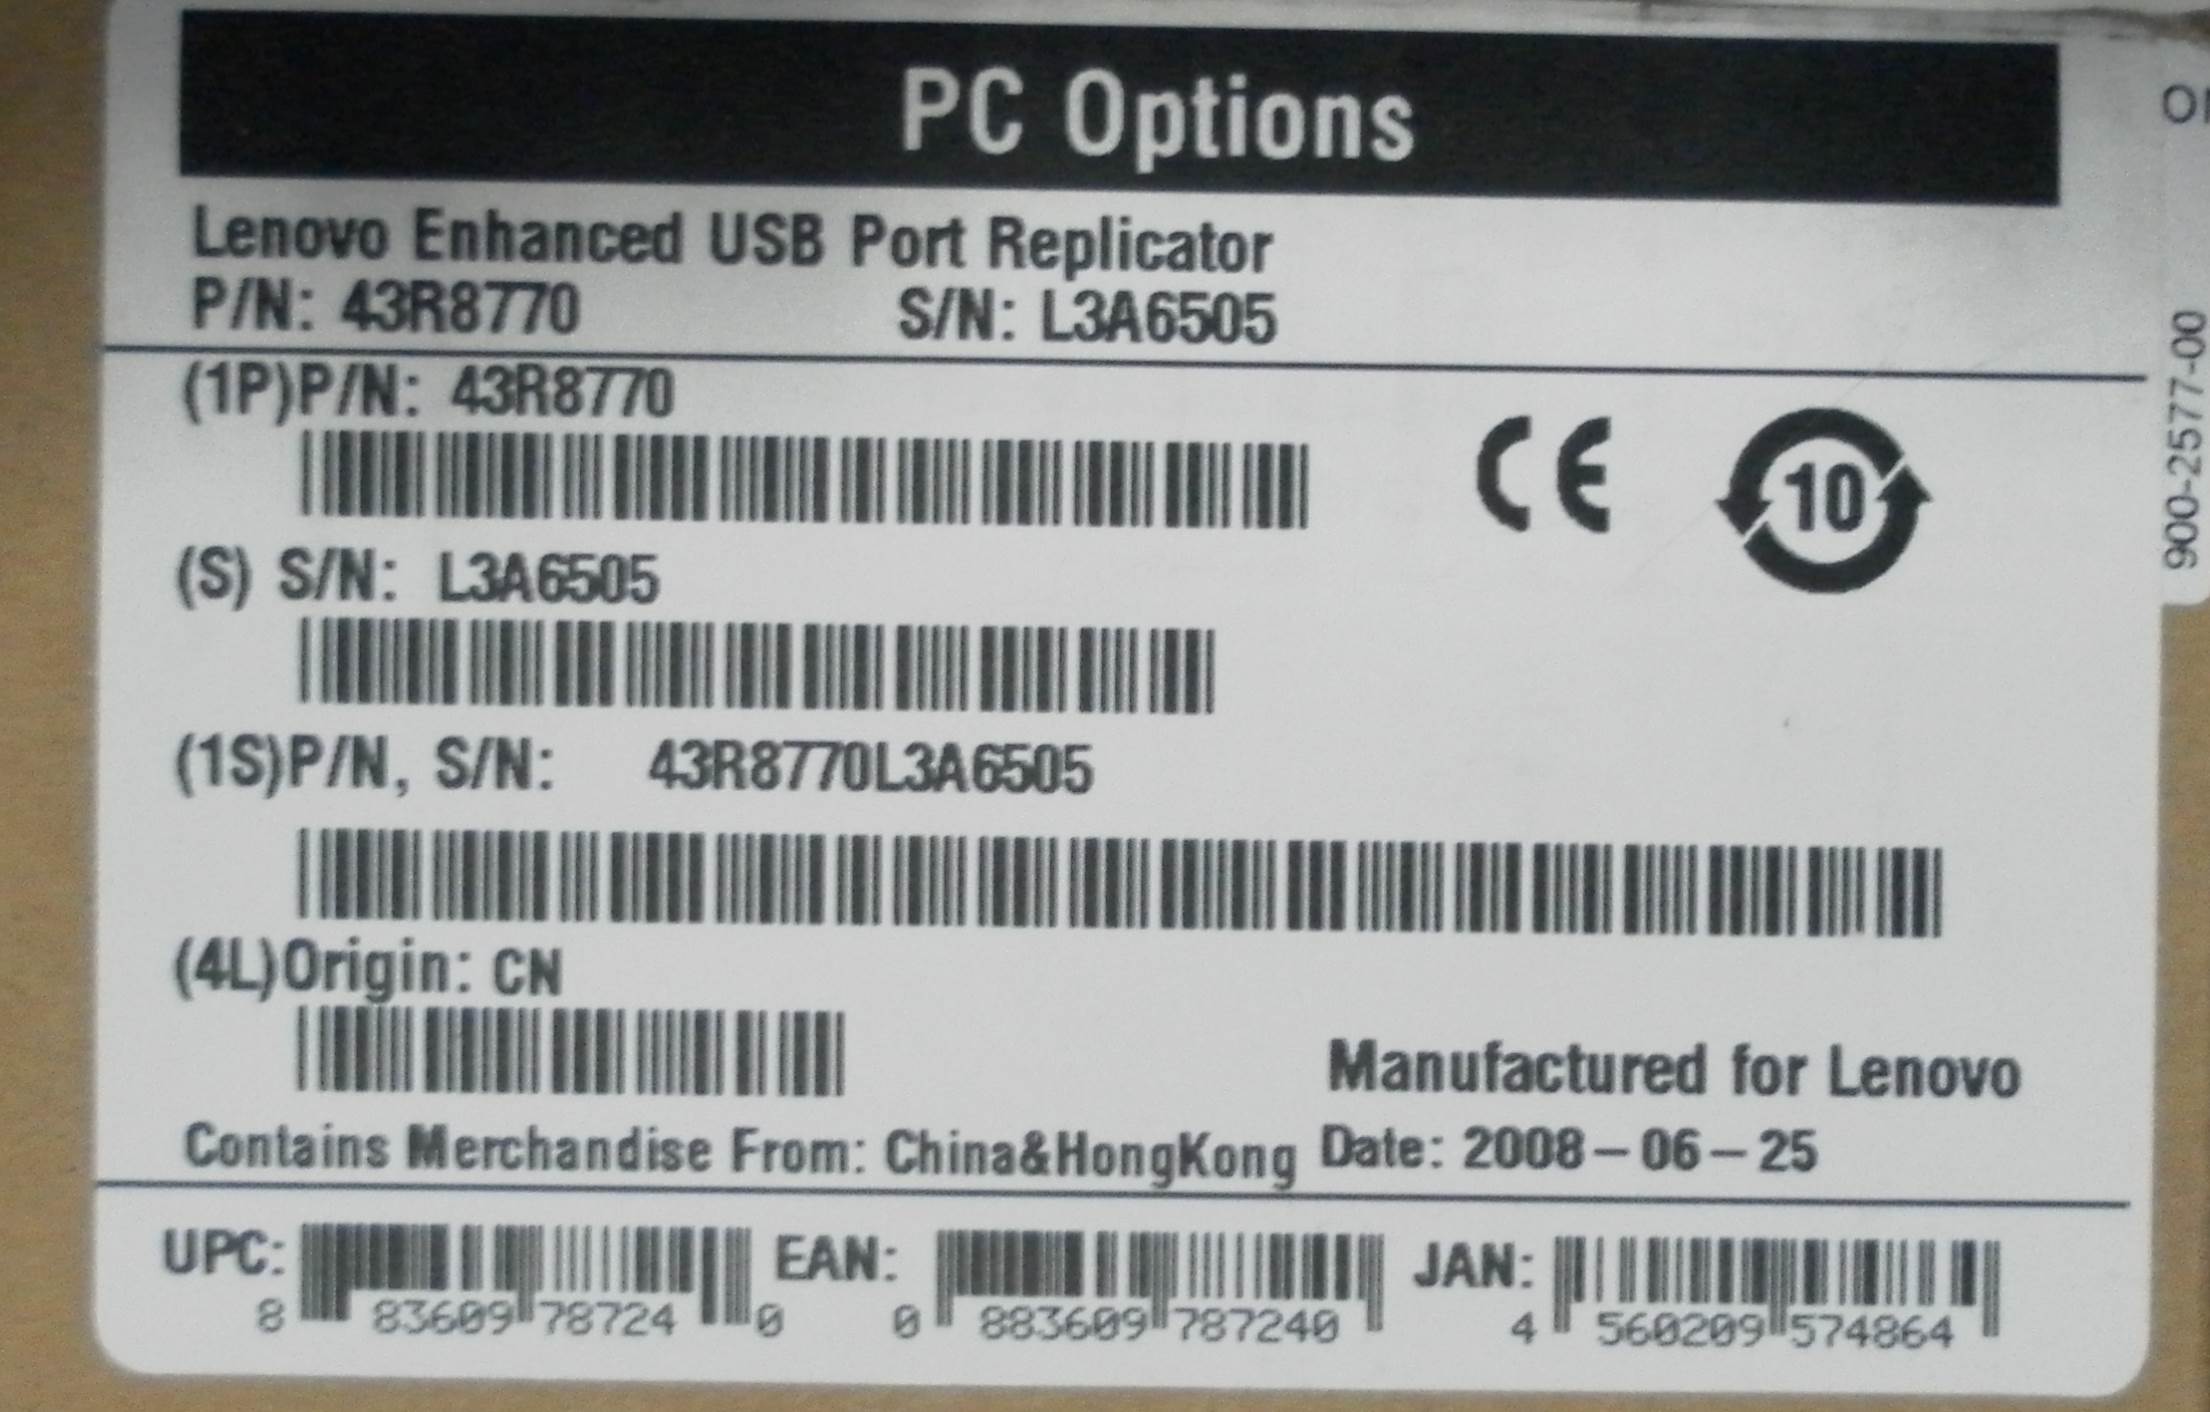 PC Options
Lenovo Enhanced USB Port Replicator
P/N: 43R8770 S/N: L3A6505
(1P)P/N: 43R8770
CE 10
(S) S/N: L3A6505
(1S)P/N, S/N: 43R8770L3A6505
(4L)Origin: CN
Manufactured for Lenovo
Contains Merchandise From: China&HongKong Date: 2008-06-25
UPC: EAN: JAN:
8 83609 78724 0 0 883609 787240 4 560209 574864
900-2577-00